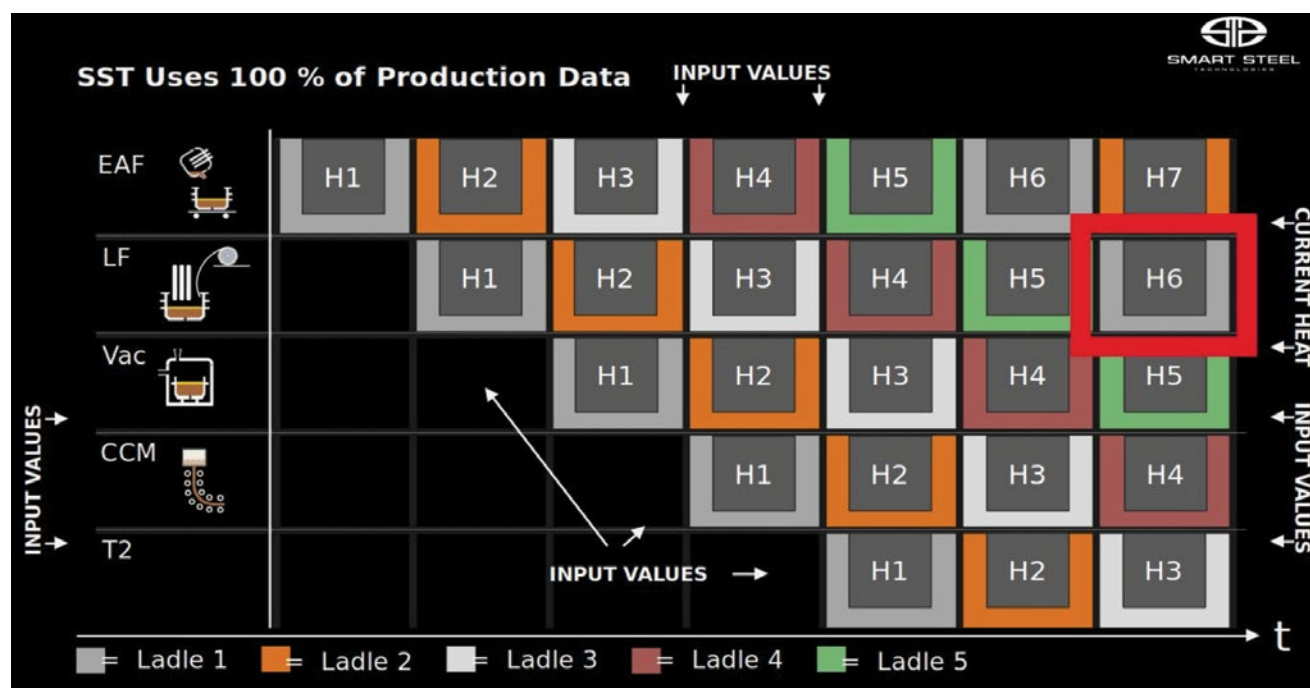 SMART STEEL
TECHNOLOGIES
SST Uses 100 % of Production Data
INPUT VALUES
EAF
H1 H2 H3 H4 H5 H6 H7
LF
H1 H2 H3 H4 H5 H6
Vac
H1 H2 H3 H4 H5
CCM
H1 H2 H3 H4
T2
H1 H2 H3
INPUT VALUES
INPUT VALUES
CURRENT HEAT
INPUT VALUES
t
= Ladle 1 = Ladle 2 = Ladle 3 = Ladle 4 = Ladle 5